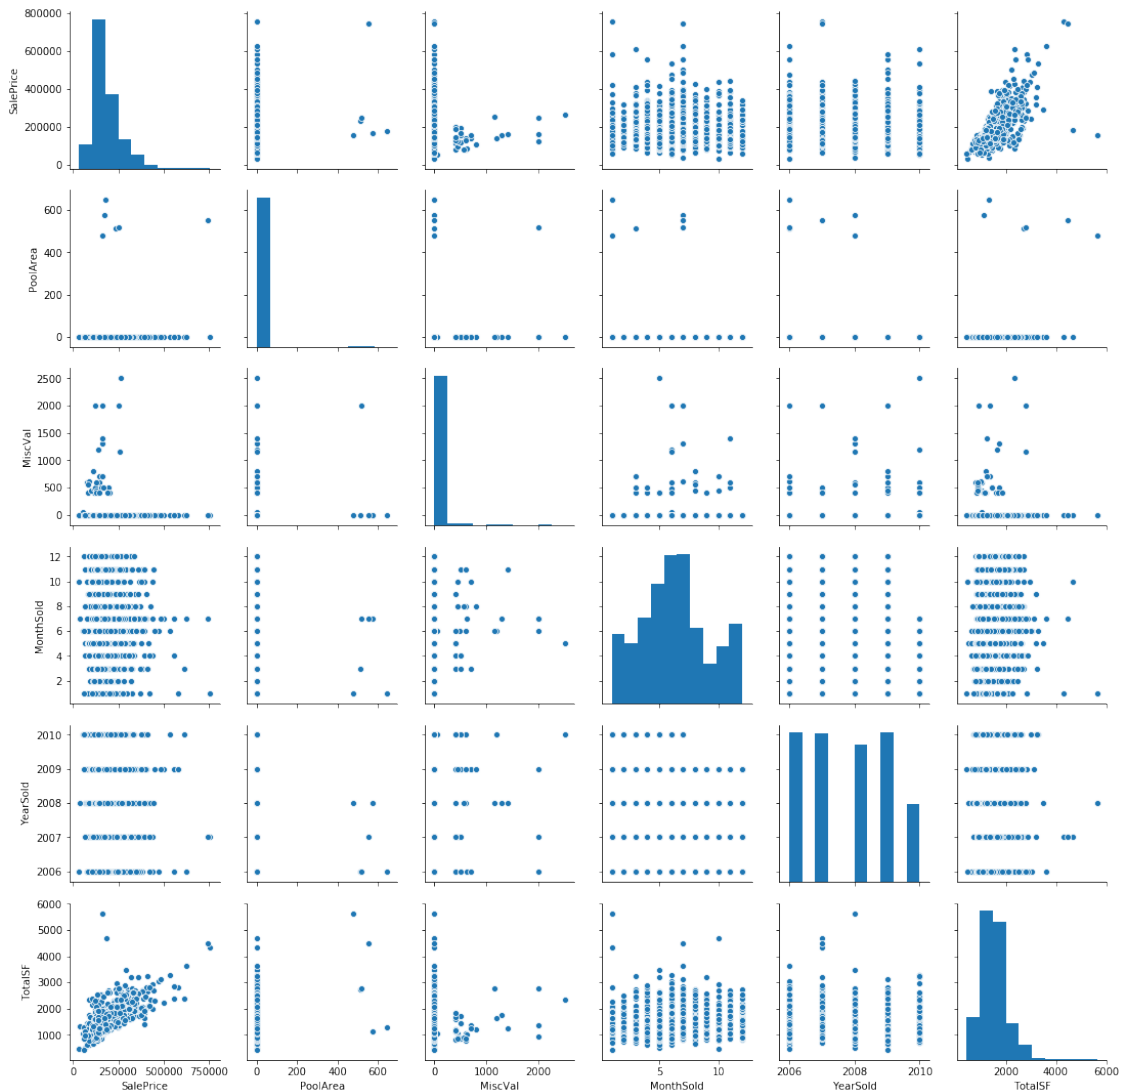 800000
600000
400000
200000
0
SalePrice
600
400
200
0
PoolArea
2500
2000
1500
1000
500
0
MiscVal
12
10
8
6
4
2
MonthSold
2010
2009
2008
2007
2006
YearSold
6000
5000
4000
3000
2000
1000
TotalSF
0 250000 500000 750000
SalePrice
0 200 400 600
PoolArea
0 1000 2000
MiscVal
5 10
MonthSold
2006 2008 2010
YearSold
2000 4000 6000
TotalSF